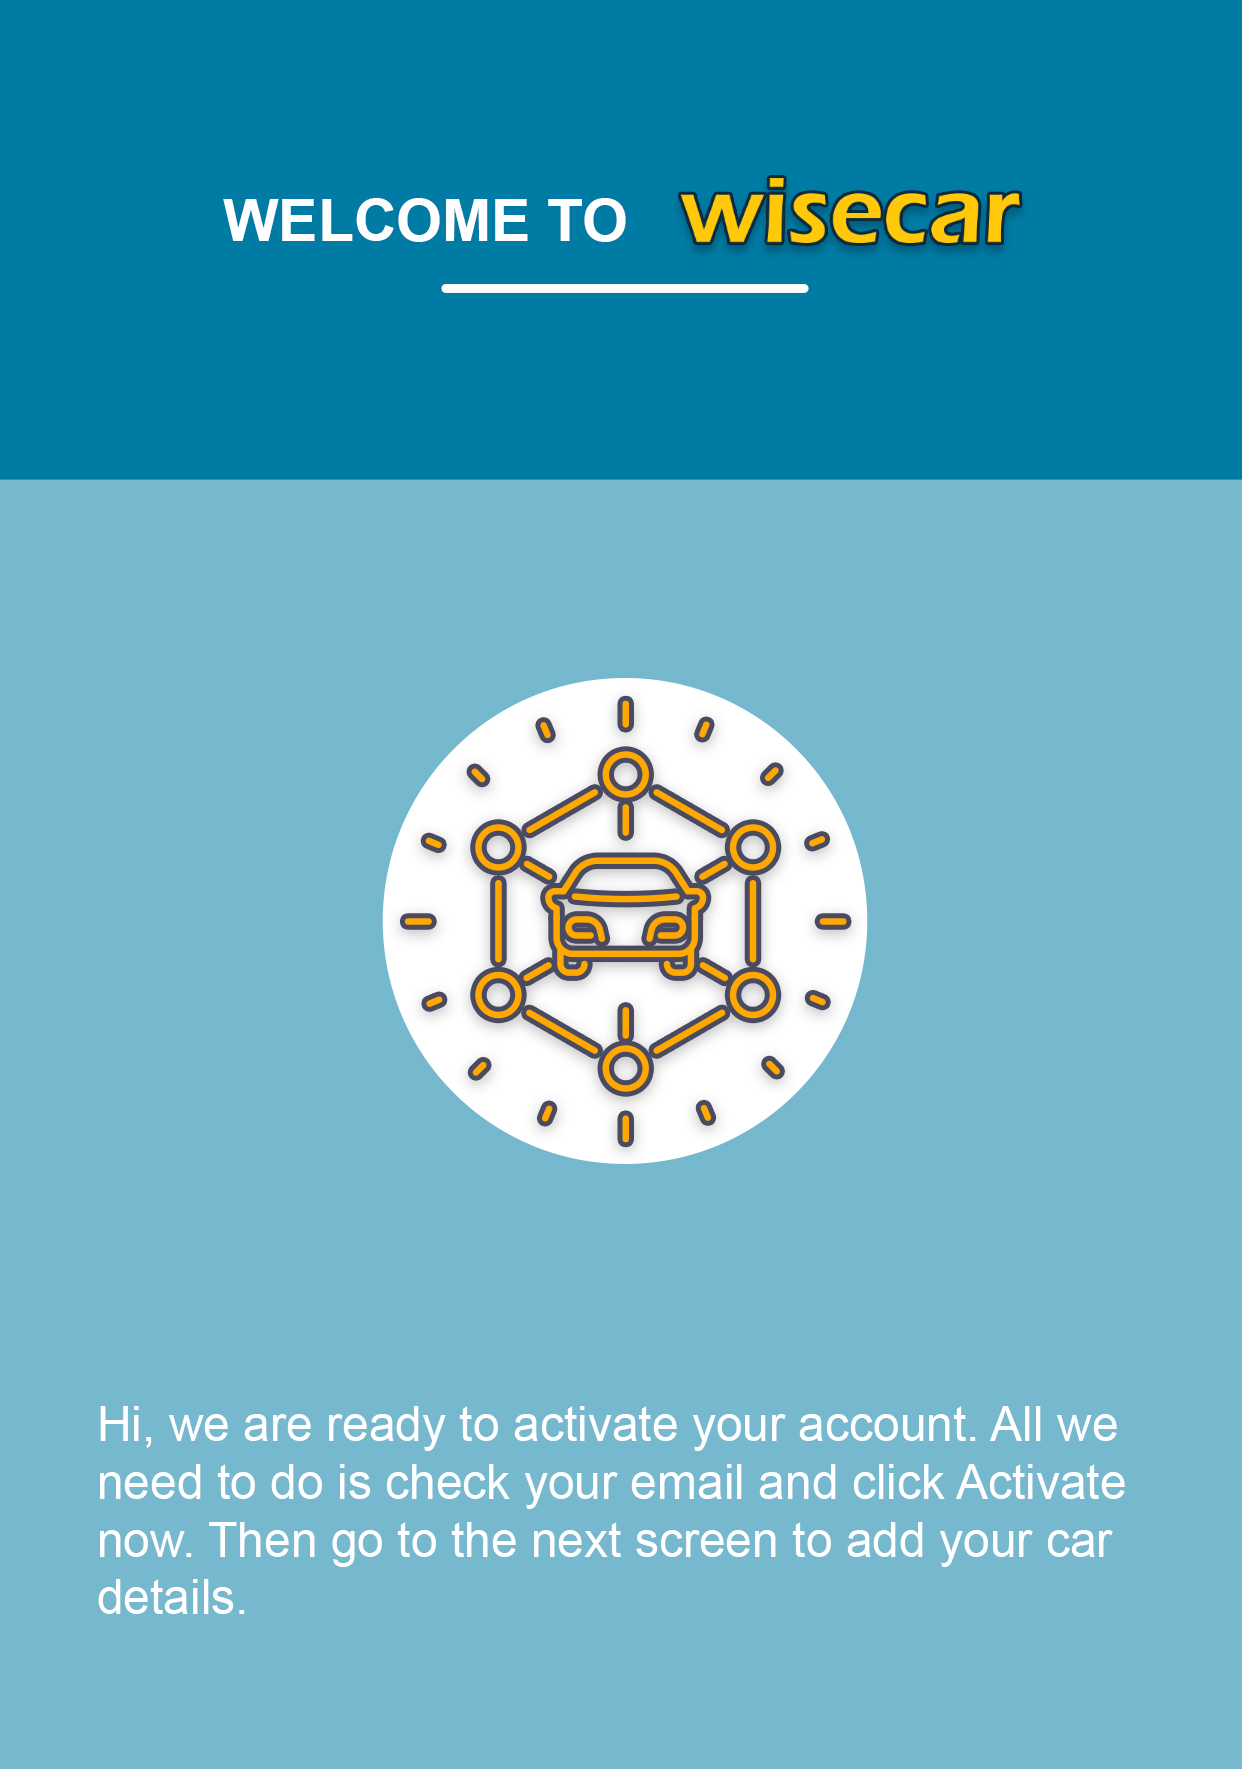 WELCOME TO wisecar
Hi, we are ready to activate your account. All we
need to do is check your email and click Activate
now. Then go to the next screen to add your car
details.